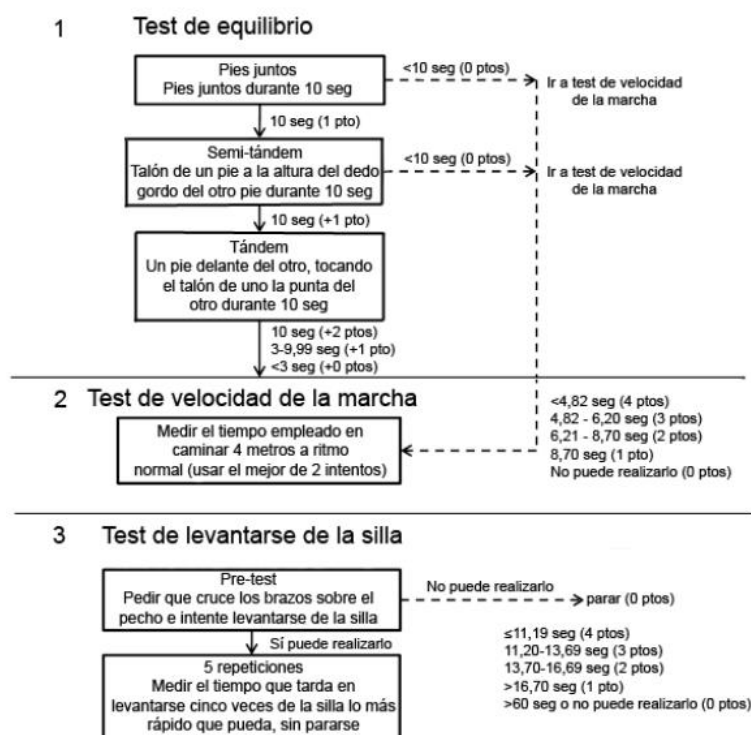 1 Test de equilibrio
Pies juntos
Pies juntos durante 10 seg
<10 seg (0 ptos)
Ir a test de velocidad
de la marcha
10 seg (1 pto)
Semi-tándem
Talón de un pie a la altura del dedo
gordo del otro pie durante 10 seg
<10 seg (0 ptos)
Ir a test de velocidad
de la marcha
10 seg (+1 pto)
Tándem
Un pie delante del otro, tocando
el talón de uno la punta del
otro durante 10 seg
10 seg (+2 ptos)
3-9,99 seg (+1 pto)
<3 seg (+0 ptos)
2 Test de velocidad de la marcha
Medir el tiempo empleado en
caminar 4 metros a ritmo
normal (usar el mejor de 2 intentos)
<4,82 seg (4 ptos)
4,82 - 6,20 seg (3 ptos)
6,21 - 8,70 seg (2 ptos)
8,70 seg (1 pto)
No puede realizarlo (0 ptos)
3 Test de levantarse de la silla
Pre-test
Pedir que cruce los brazos sobre el
pecho e intente levantarse de la silla
No puede realizarlo
parar (0 ptos)
Sí puede realizarlo
5 repeticiones
Medir el tiempo que tarda en
levantarse cinco veces de la silla lo más
rápido que pueda, sin pararse
≤11,19 seg (4 ptos)
11,20-13,69 seg (3 ptos)
13,70-16,69 seg (2 ptos)
>16,70 seg (1 pto)
>60 seg o no puede realizarlo (0 ptos)